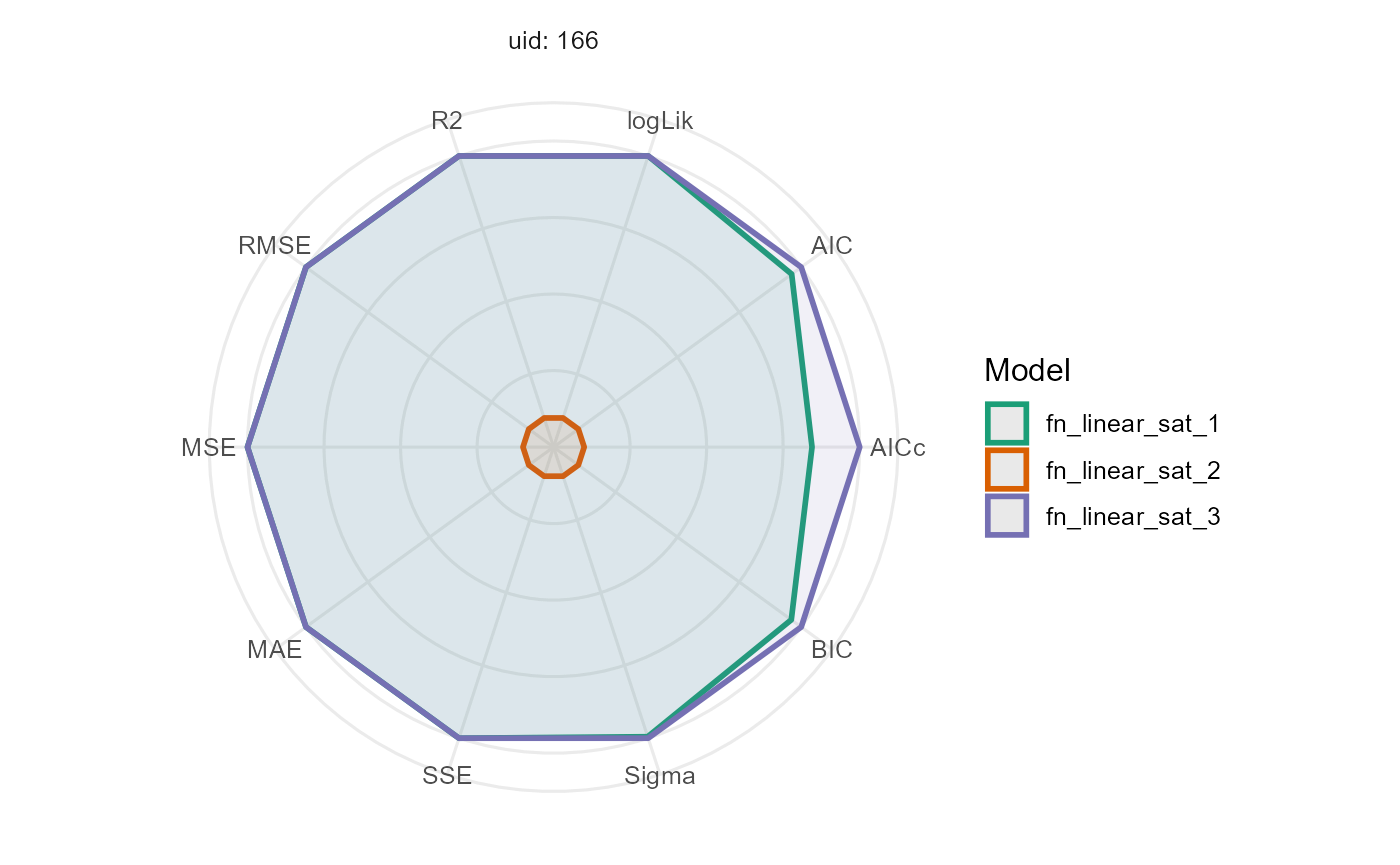 uid: 166
R2
logLik
RMSE
AIC
MSE
AICc
MAE
BIC
SSE
Sigma
Model
fn_linear_sat_1
fn_linear_sat_2
fn_linear_sat_3